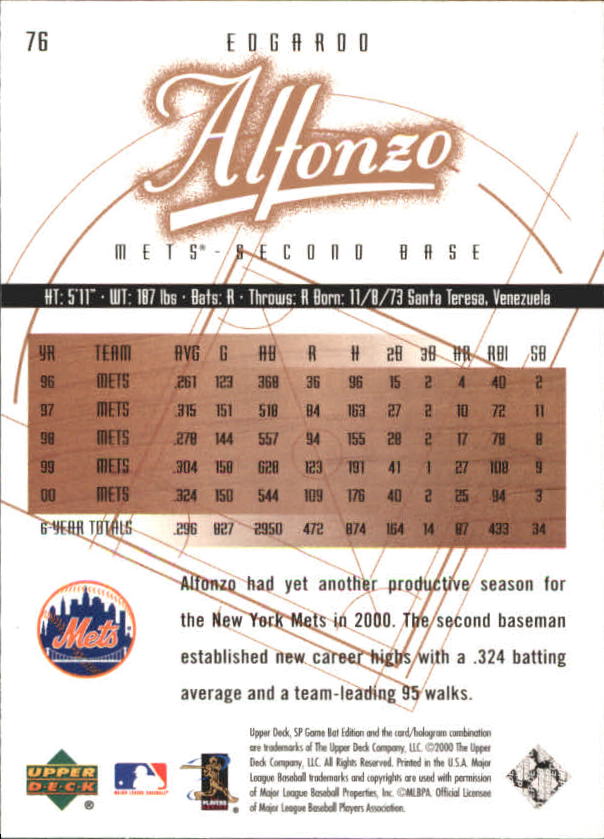 76
EDGARDO
Alfonzo
METS® - SECOND BASE
HT: 5'11" · WT: 187 lbs · Bats: R · Throws: R Born: 11/8/73 Santa Teresa, Venezuela
YR TEAM AVG G AB R H 2B 3B HR RBI SB
96 METS .261 123 368 36 96 15 2 4 40 2
97 METS .315 151 518 84 163 27 2 10 72 11
98 METS .278 144 557 94 155 28 2 17 78 8
99 METS .304 158 628 123 191 41 1 27 108 9
00 METS .324 150 544 109 176 40 2 25 94 3
6-YEAR TOTALS .296 827 2950 472 874 164 14 87 433 34
Alfonzo had yet another productive season for
the New York Mets in 2000. The second baseman
established new career highs with a .324 batting
average and a team-leading 95 walks.
Mets
Upper Deck, SP Game Bat Edition and the card/hologram combination
are trademarks of The Upper Deck Company, LLC. ©2000 The Upper
Deck Company, LLC. All Rights Reserved. Printed in the U.S.A. Major
League Baseball trademarks and copyrights are used with permission
of Major League Baseball Properties, Inc. ©MLBPA. Official Licensee
of Major League Baseball Players Association.
UPPER
DECK ®
MAJOR LEAGUE BASEBALL
PLAYERS